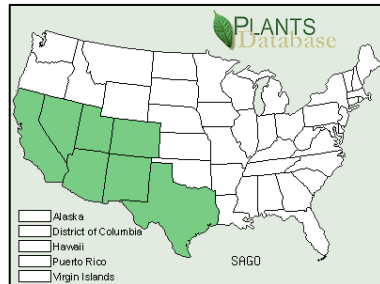 PLANTS
Database
Alaska
District of Columbia
Hawaii
Puerto Rico
Virgin Islands
SAGO